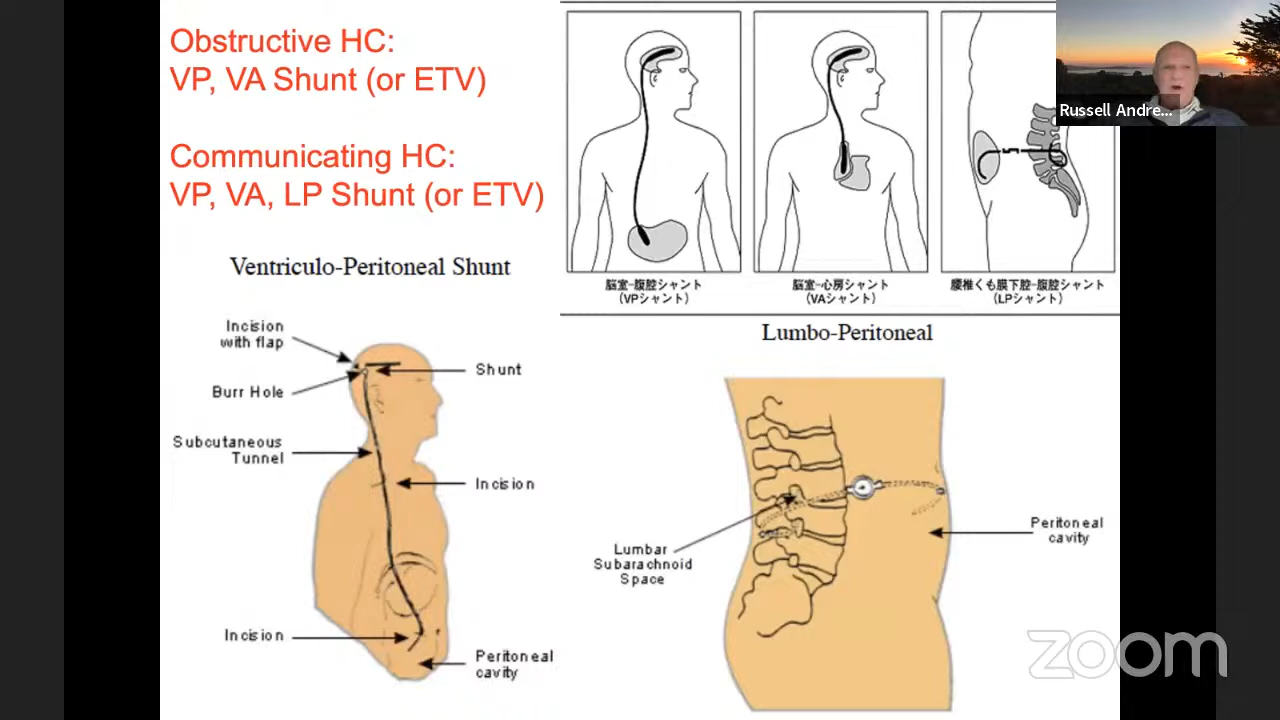 Obstructive HC:
VP, VA Shunt (or ETV)
Communicating HC:
VP, VA, LP Shunt (or ETV)
脳室−腹腔シャント
（VPシャント）
脳室−心房シャント
（VAシャント）
腰椎くも膜下腔−腹腔シャント
（LPシャント）
Russell Andre...
Ventriculo-Peritoneal Shunt
Incision
with flap
Burr Hole
Subcutaneous
Tunnel
Incision
Shunt
Incision
Peritoneal
cavity
Lumbo-Peritoneal
Lumbar
Subarachnoid
Space
Peritoneal
cavity
zoom